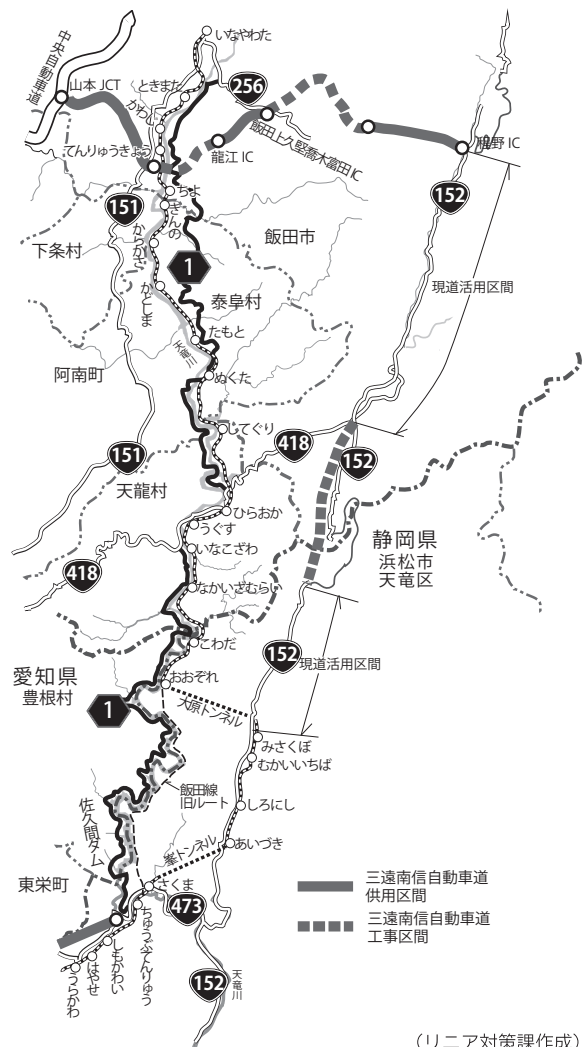 いなやわた
中央自動車道
山本 JCT
ときまた
256
かわじ
飯田上久堅喬木富田IC
てんりゅうきょう
龍江 IC
程野 IC
ちよ
152
151
きんの
下条村
からかさ
飯田市
現道活用区間
1
かどしま
泰阜村
たもと
天竜川
阿南町
ぬくた
してぐり
418
152
151
天龍村
ひらおか
うぐす
静岡県
浜松市
天竜区
いなこざわ
418
なかいざむらい
こわだ
152
現道活用区間
愛知県
豊根村
おおぞれ
1
大原トンネル
みさくぼ
むかいいちば
飯田線
旧ルート
しろにし
佐久間ダム
峯トンネル
あいづき
東栄町
さくま
三遠南信自動車道
供用区間
473
三遠南信自動車道
工事区間
ちゅうぶてんりゅう
しもかわい
はやせ
うらかわ
152
天竜川
(リニア対策課作成)